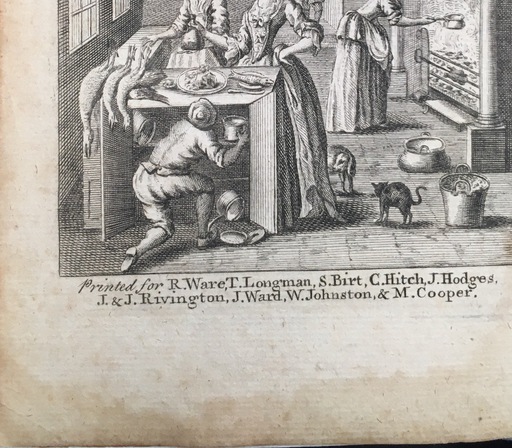 Printed for R. Ware, T. Longman, S. Birt, C. Hitch, J. Hodges,
J. & J. Rivington, J. Ward, W. Johnston, & M. Cooper.